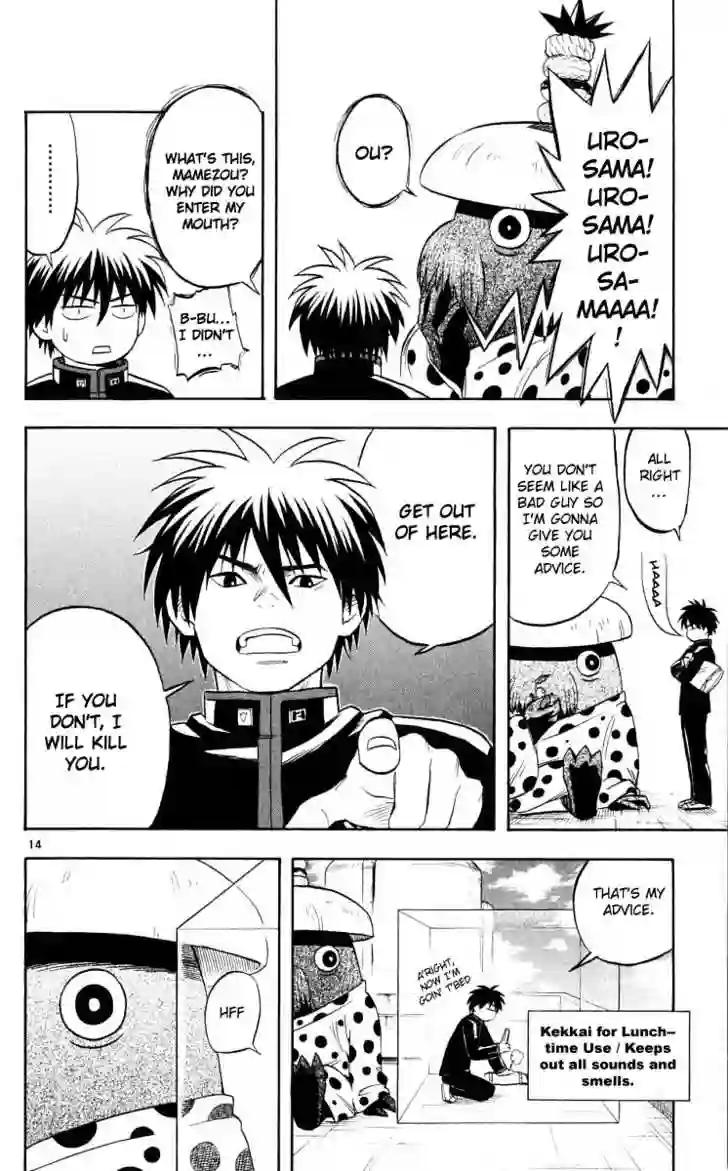 URO-
SAMA!
URO-
SAMA!
URO-
SA-
MAAAA!
!
OU?
WHAT'S THIS,
MAMEZOU?
WHY DID YOU
ENTER MY
MOUTH?
B-BU...
I DIDN'T
...
.........
ALL
RIGHT
...
YOU DON'T
SEEM LIKE A
BAD GUY SO
I'M GONNA
GIVE YOU
SOME
ADVICE.
HAAAA
GET OUT
OF HERE.
IF YOU
DON'T, I
WILL KILL
YOU.
14
THAT'S MY
ADVICE.
A'RIGHT,
NOW I'M
GOIN' T'BED
Kekkai for Lunch-
time Use / Keeps
out all sounds and
smells.
HFF